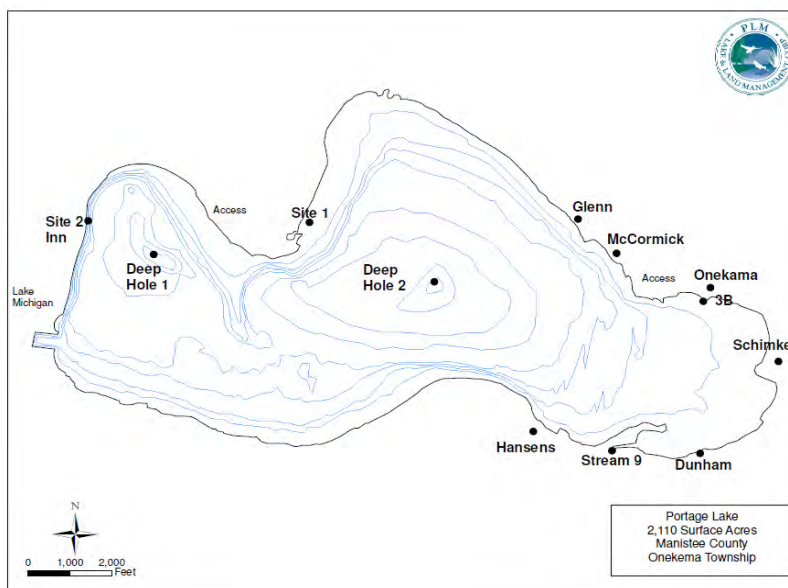 PLM
LAKE & LAND MANAGEMENT CORP
Glenn
Access
Site 1
Site 2
Inn
McCormick
Deep
Hole 1
Deep
Hole 2
Access
Onekama
3B
Lake
Michigan
Schimke
Hansens
Stream 9
Dunham
N
0 1,000 2,000
Feet
Portage Lake
2,110 Surface Acres
Manistee County
Onekema Township